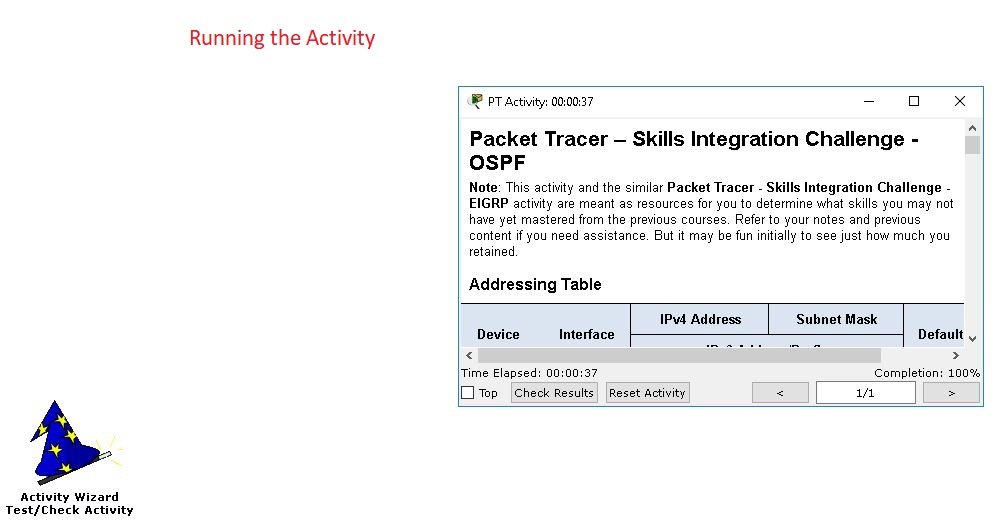 Running the Activity
PT Activity: 00:00:37
Packet Tracer – Skills Integration Challenge -
OSPF
Note: This activity and the similar Packet Tracer - Skills Integration Challenge -
EIGRP activity are meant as resources for you to determine what skills you may not
have yet mastered from the previous courses. Refer to your notes and previous
content if you need assistance. But it may be fun initially to see just how much you
retained.
Addressing Table
IPv4 Address Subnet Mask
Device Interface Default
Time Elapsed: 00:00:37 Completion: 100%
Top Check Results Reset Activity < 1/1 >
Activity Wizard
Test/Check Activity